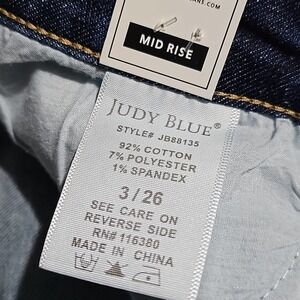 MID RISE
JUDY BLUE®
STYLE# JB88135
92% COTTON
7% POLYESTER
1% SPANDEX
3 / 26
SEE CARE ON
REVERSE SIDE
RN# 116380
MADE IN CHINA